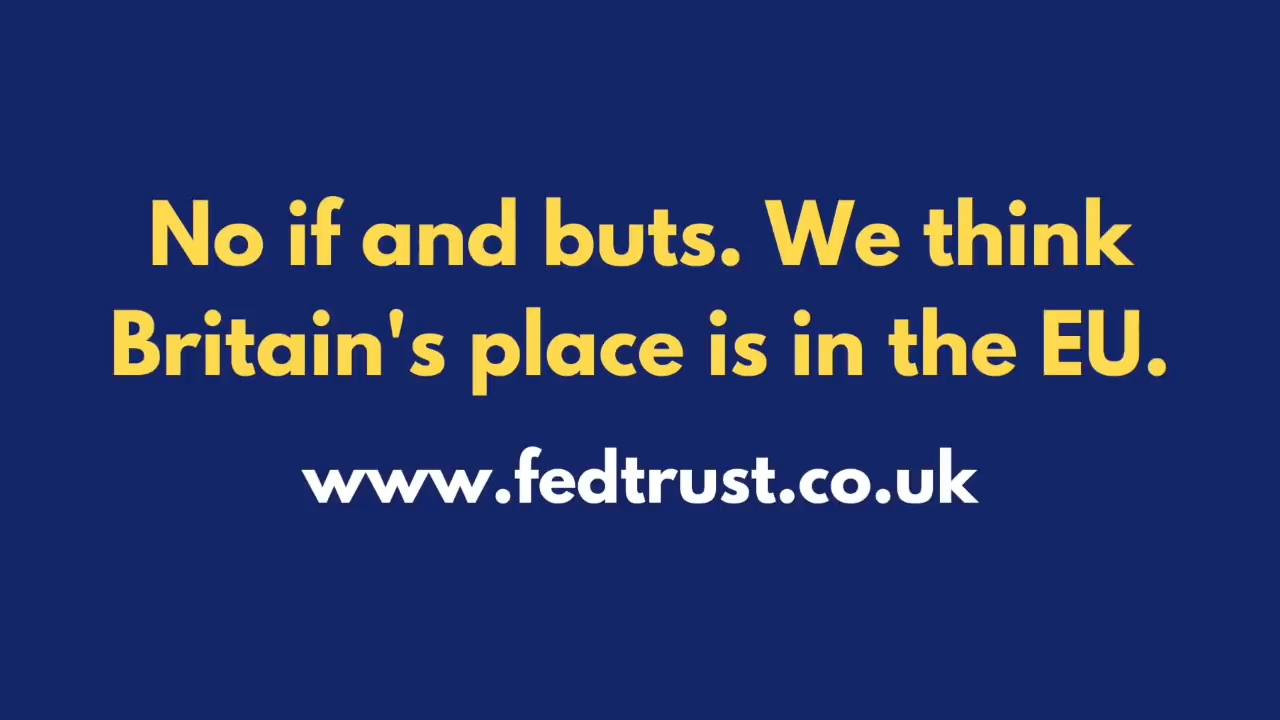 No if and buts. We think
Britain's place is in the EU.
www.fedtrust.co.uk